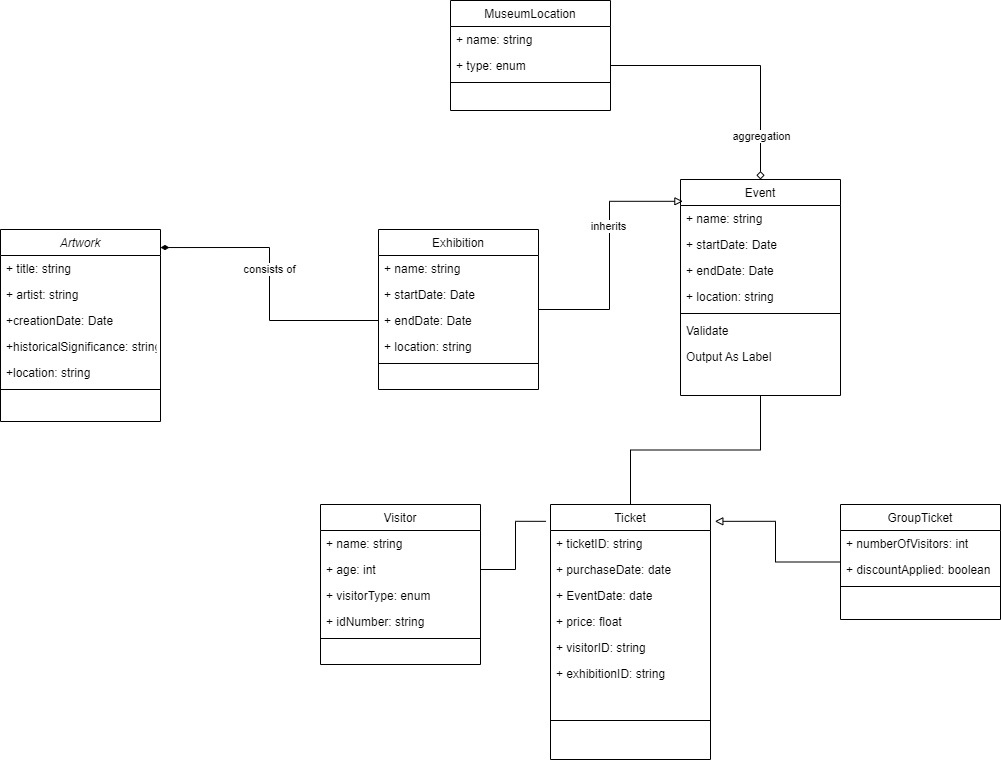 MuseumLocation
+ name: string
+ type: enum
aggregation
Event
+ name: string
+ startDate: Date
+ endDate: Date
+ location: string
Validate
Output As Label
inherits
Artwork
+ title: string
+ artist: string
+creationDate: Date
+historicalSignificance: string
+location: string
consists of
Exhibition
+ name: string
+ startDate: Date
+ endDate: Date
+ location: string
Visitor
+ name: string
+ age: int
+ visitorType: enum
+ idNumber: string
Ticket
+ ticketID: string
+ purchaseDate: date
+ EventDate: date
+ price: float
+ visitorID: string
+ exhibitionID: string
GroupTicket
+ numberOfVisitors: int
+ discountApplied: boolean